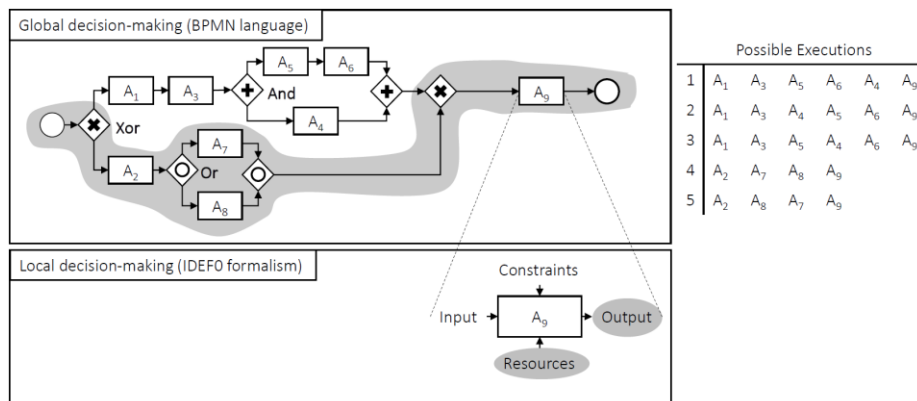 Global decision-making (BPMN language)
A5 A6
A1 A3 And
Xor A4
A7
A2 Or
A8
A9
Local decision-making (IDEF0 formalism)
Constraints
Input A9 Output
Resources
Possible Executions
1 A1 A3 A5 A6 A4 A9
2 A1 A3 A4 A5 A6 A9
3 A1 A3 A5 A4 A6 A9
4 A2 A7 A8 A9
5 A2 A8 A7 A9